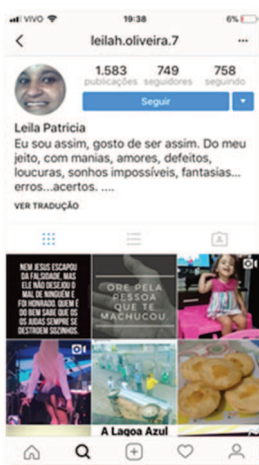 VIVO
19:38
6%
leilah.oliveira.7
1.583 749 758
publicações seguidores seguindo
Seguir
Leila Patricia
Eu sou assim, gosto de ser assim. Do meu
jeito, com manias, amores, defeitos,
loucuras, sonhos impossíveis, fantasias...
erros...acertos. ....
VER TRADUÇÃO
NEM JESUS ESCAPOU
DA FALSIDADE, MAS
ELE NÃO DESEJOU O
MAL DE NINGUÉM E
FOI HONRADO. QUEM É
DO BEM SABE QUE OS
OS JUDAS SEMPRE SE
DESTROEM SOZINHOS.
ORE PELA
PESSOA
QUE TE
MACHUCOU.
A Lagoa Azul